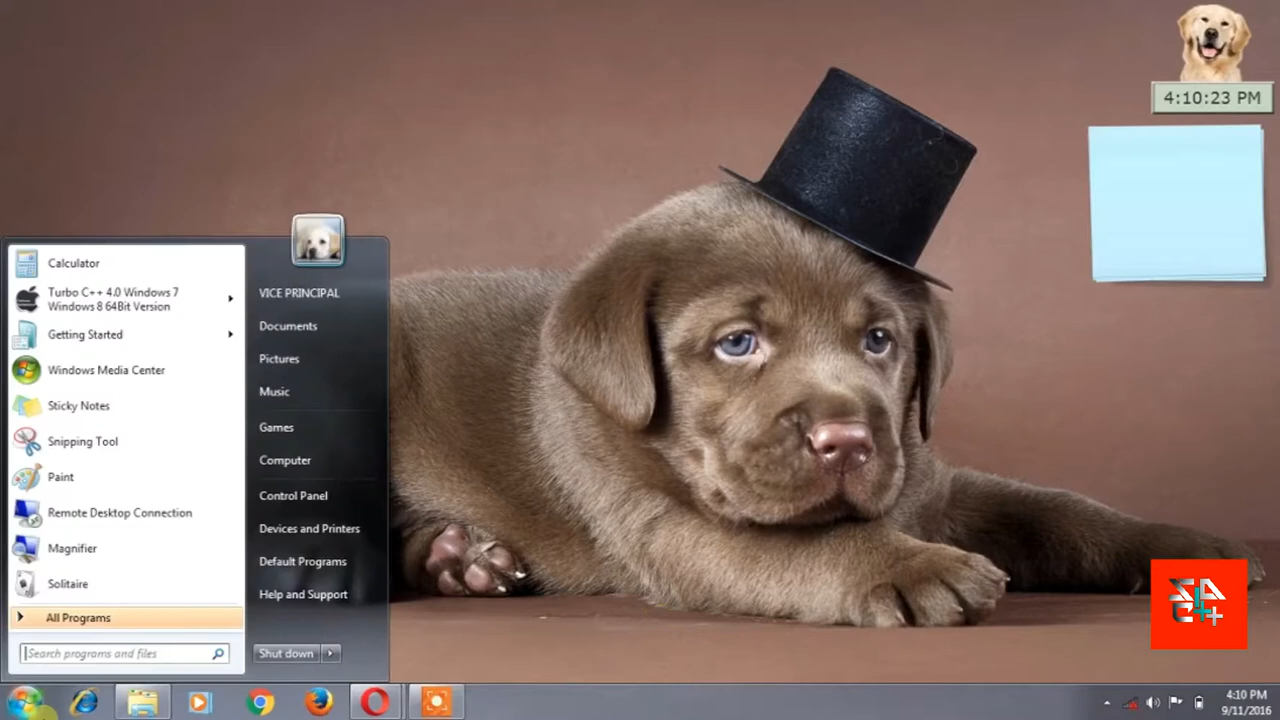 4:10:23 PM
Calculator
Turbo C++ 4.0 Windows 7
Windows 8 64Bit Version
Getting Started
Windows Media Center
Sticky Notes
Snipping Tool
Paint
Remote Desktop Connection
Magnifier
Solitaire
All Programs
Search programs and files
VICE PRINCIPAL
Documents
Pictures
Music
Games
Computer
Control Panel
Devices and Printers
Default Programs
Help and Support
Shut down
4:10 PM
9/11/2016